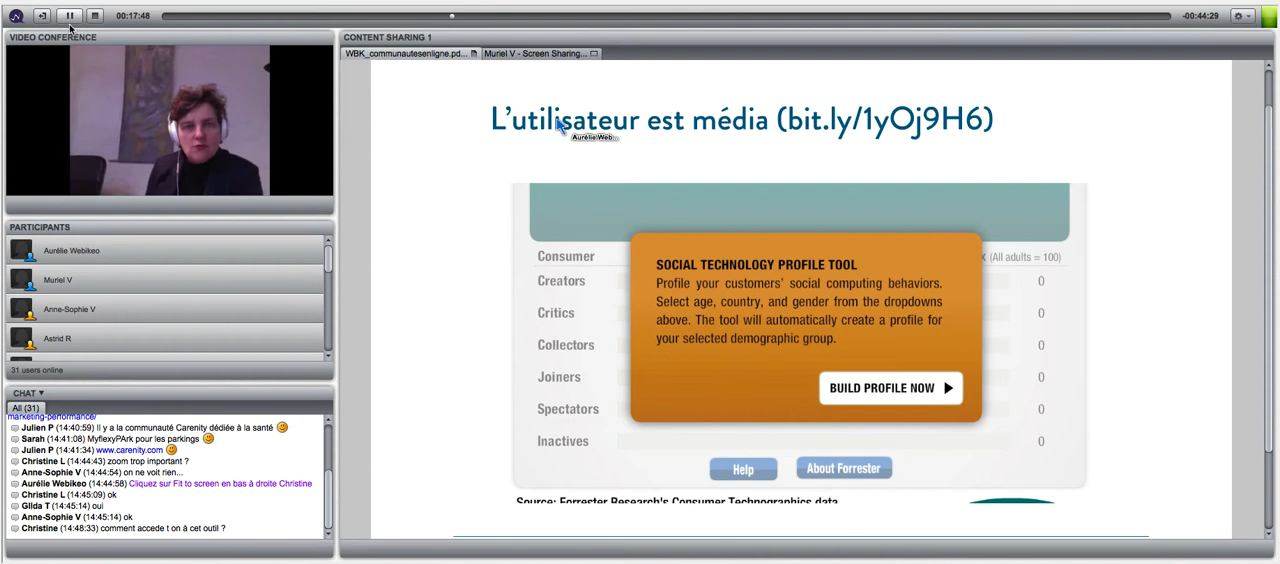 00:17:48
-00:44:29
VIDEO CONFERENCE
PARTICIPANTS
Aurélie Webikeo
Muriel V
Anne-Sophie V
Astrid R
31 users online
CHAT
All (31)
marketing-performance/
Julien P (14:40:59) Il y a la communauté Carenity dédiée à la santé
Sarah (14:41:08) MyflexyPArk pour les parkings
Julien P (14:41:34) www.carenity.com
Christine L (14:44:43) zoom trop important ?
Anne-Sophie V (14:44:54) on ne voit rien...
Aurélie Webikeo (14:44:58) Cliquez sur Fit to screen en bas à droite Christine
Christine L (14:45:09) ok
Gilda T (14:45:14) oui
Anne-Sophie V (14:45:14) ok
Christine (14:48:33) comment accede t on à cet outil ?
CONTENT SHARING 1
WBK_communautesenligne.pd...
Muriel V - Screen Sharing...
L'utilisateur est média (bit.ly/1yOj9H6)
Aurélie Web...
Consumer
(All adults = 100)
Creators 0
Critics 0
Collectors 0
Joiners 0
Spectators 0
Inactives 0
SOCIAL TECHNOLOGY PROFILE TOOL
Profile your customers' social computing behaviors.
Select age, country, and gender from the dropdowns
above. The tool will automatically create a profile for
your selected demographic group.
BUILD PROFILE NOW
Help
About Forrester
Source: Forrester Research's Consumer Technographics data